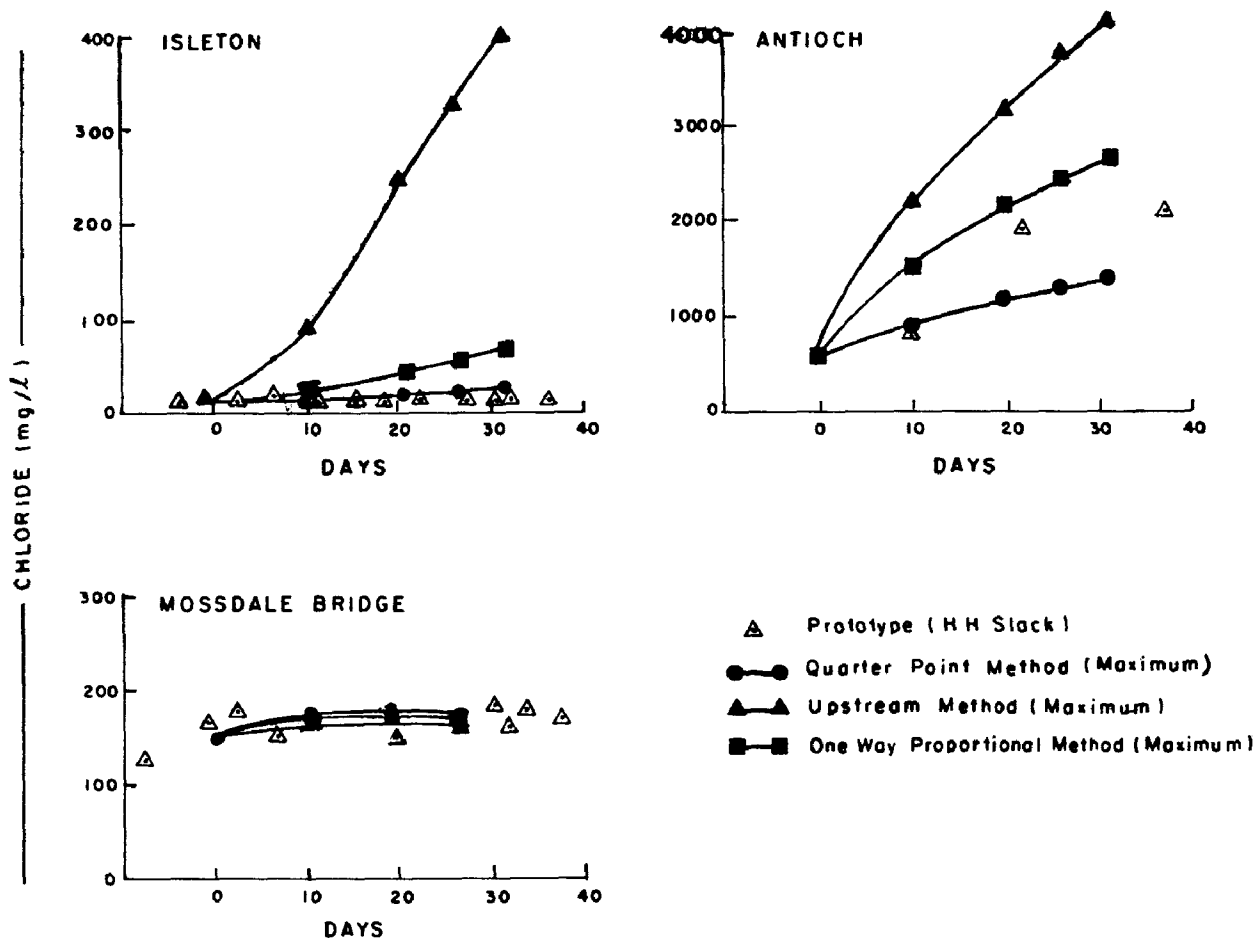 CHLORIDE (mg/l)
ISLETON
400
300
200
100
0
0 10 20 30 40
DAYS
ANTIOCH
4000
3000
2000
1000
0
0 10 20 30 40
DAYS
MOSSDALE BRIDGE
300
200
100
0
0 10 20 30 40
DAYS
Prototype (H H Slack)
Quarter Point Method (Maximum)
Upstream Method (Maximum)
One Way Proportional Method (Maximum)